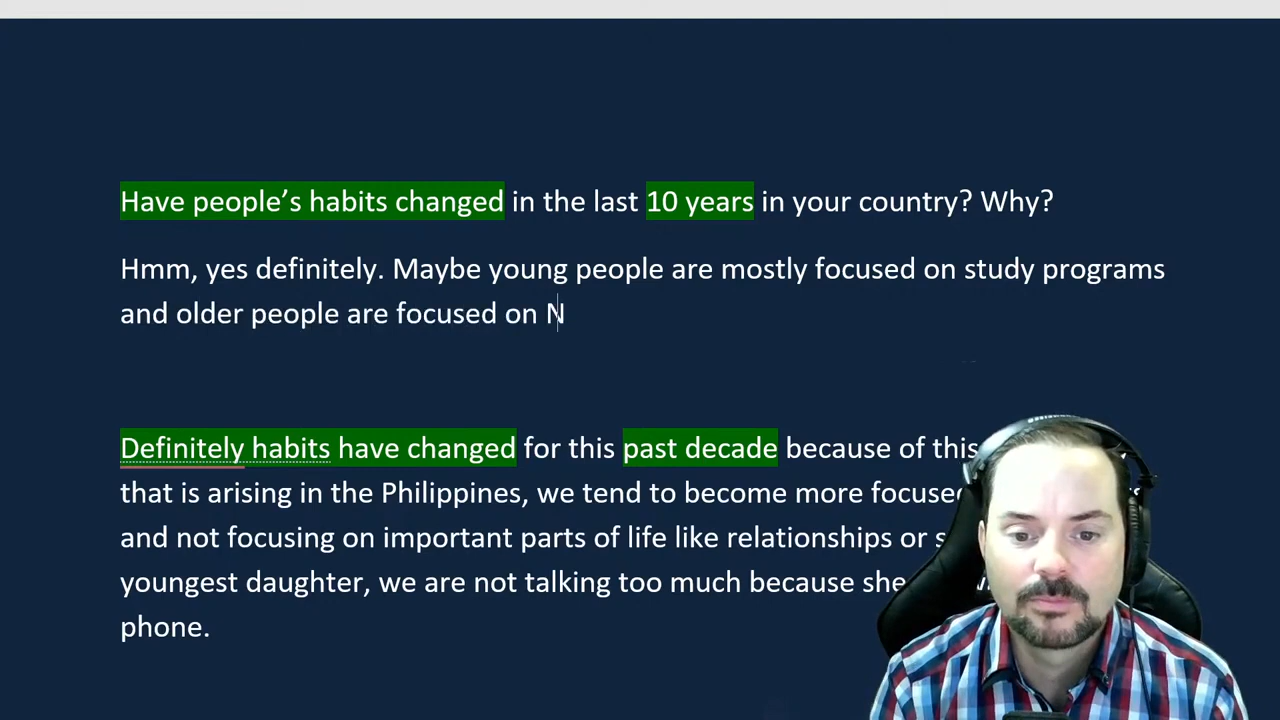 Have people’s habits changed in the last 10 years in your country? Why?
Hmm, yes definitely. Maybe young people are mostly focused on study programs
and older people are focused on N
Definitely habits have changed for this past decade because of this
that is arising in the Philippines, we tend to become more
and not focusing on important parts of life like relationships or
youngest daughter, we are not talking too much because she
phone.